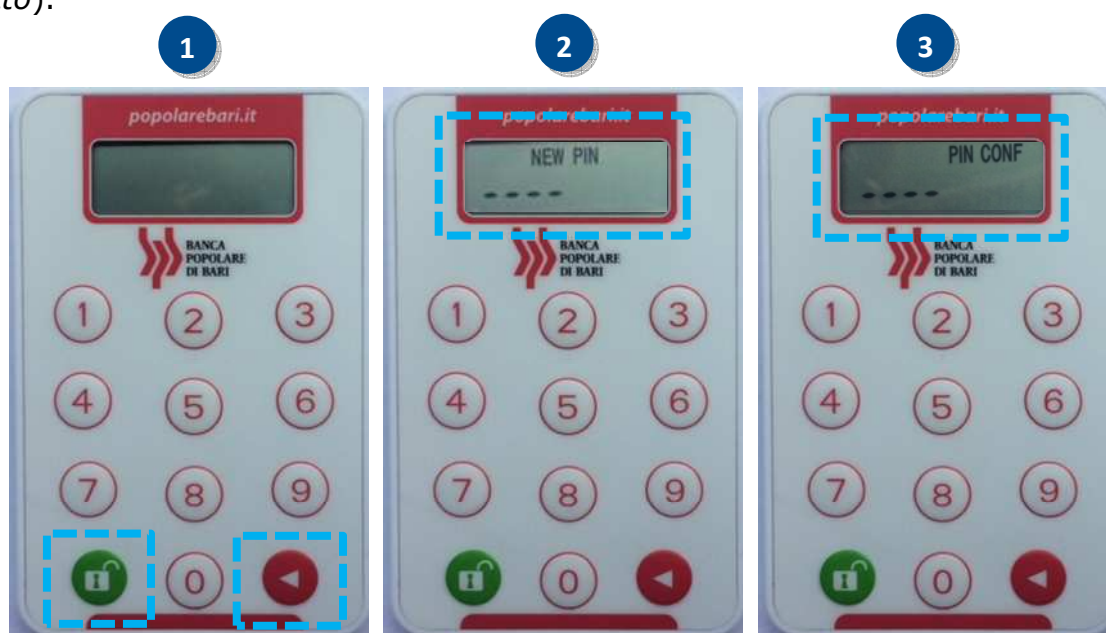 1
2
3
popolarebari.it
BANCA
POPOLARE
DI BARI
1 2 3
4 5 6
7 8 9
0
popolarebari.it
NEW PIN
- - - -
BANCA
POPOLARE
DI BARI
1 2 3
4 5 6
7 8 9
0
popolarebari.it
PIN CONF
- - - -
BANCA
POPOLARE
DI BARI
1 2 3
4 5 6
7 8 9
0